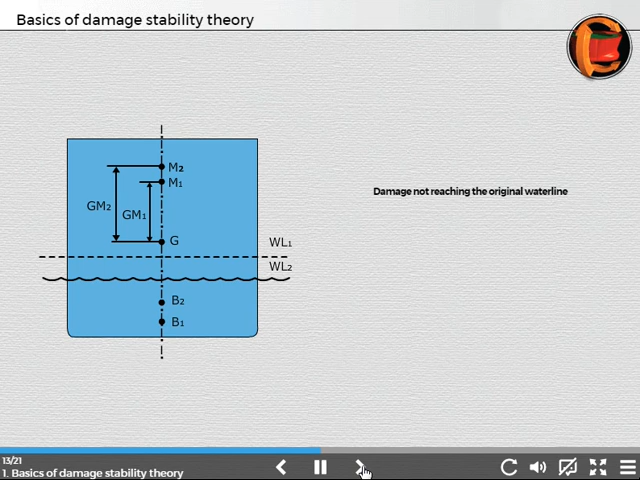 Basics of damage stability theory
M2
M1
GM2
GM1
G
WL1
WL2
B2
B1
Damage not reaching the original waterline
13/21
1. Basics of damage stability theory